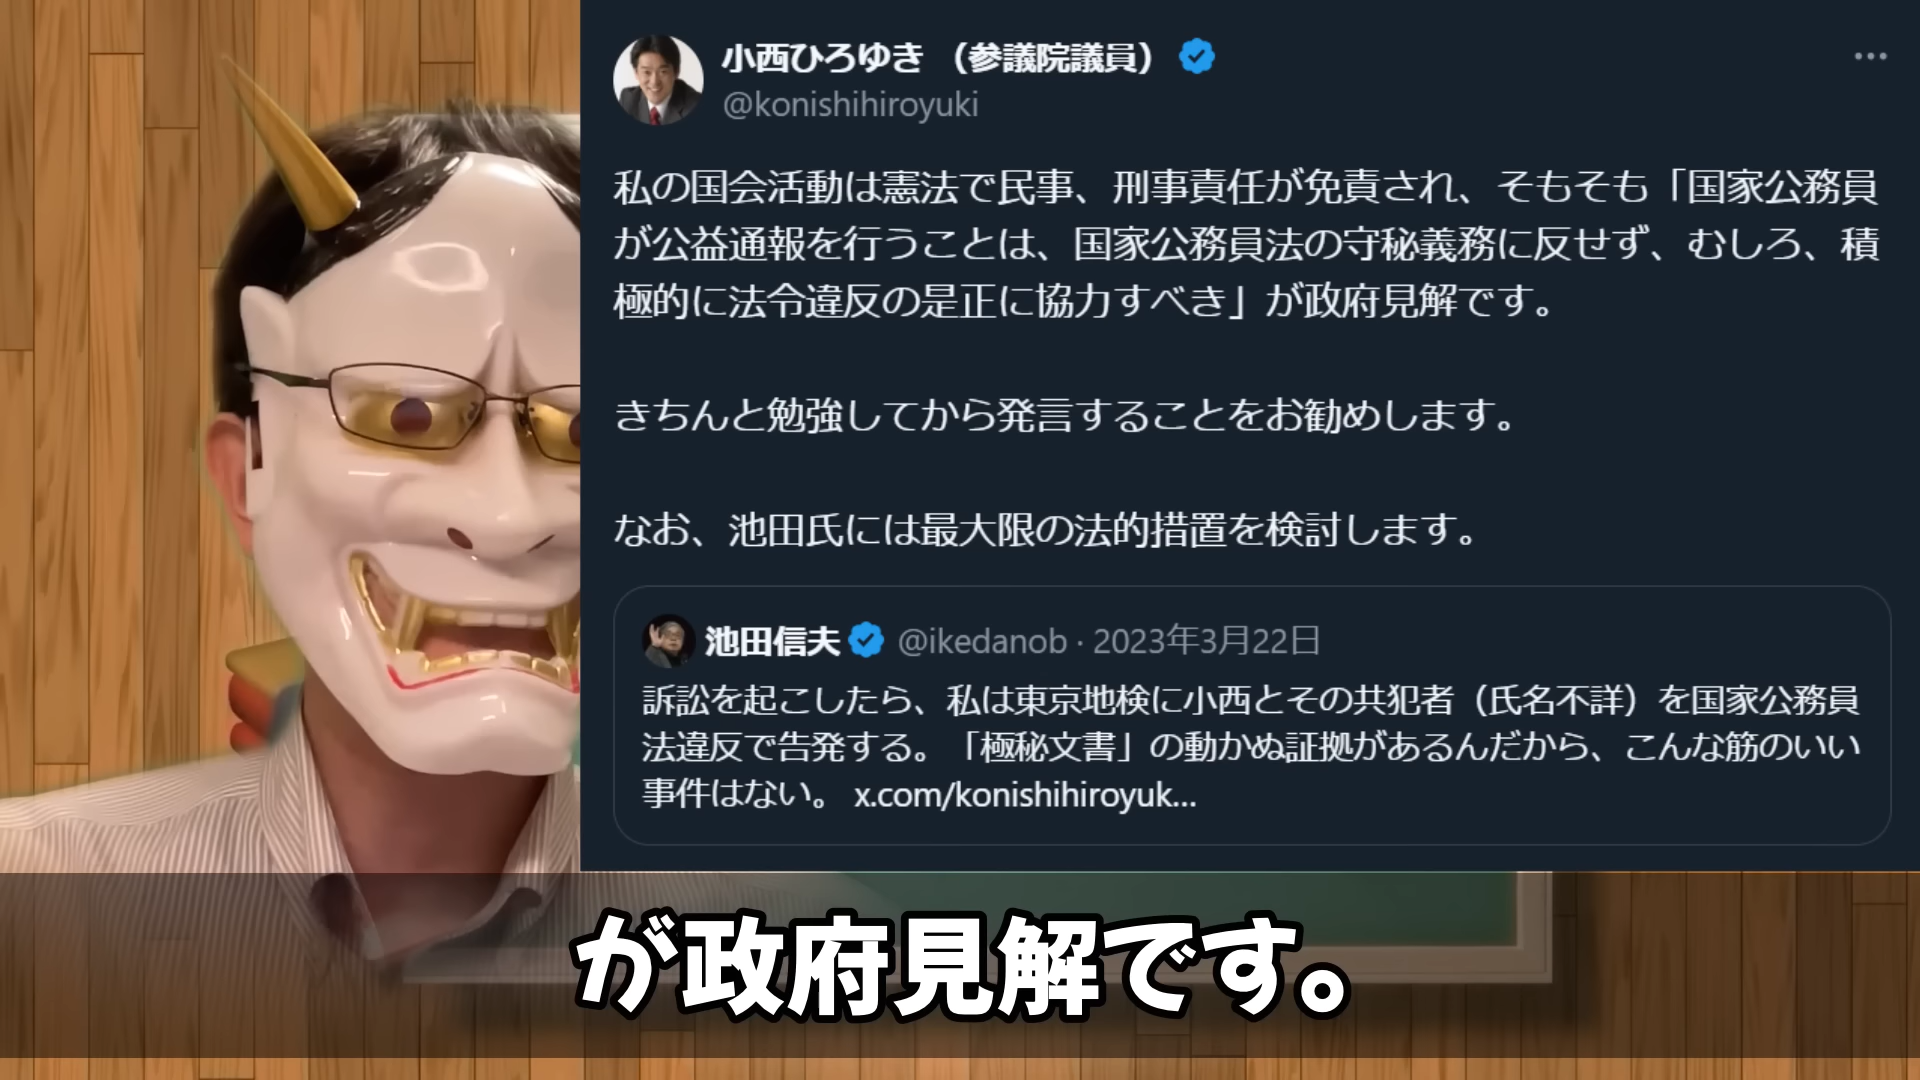 小西ひろゆき （参議院議員）
@konishihiroyuki
私の国会活動は憲法で民事、刑事責任が免責され、そもそも「国家公務員
が公益通報を行うことは、国家公務員法の守秘義務に反せず、むしろ、積
極的に法令違反の是正に協力すべき」が政府見解です。
きちんと勉強してから発言することをお勧めします。
なお、池田氏には最大限の法的措置を検討します。
池田信夫 @ikedanob · 2023年3月22日
訴訟を起こしたら、私は東京地検に小西とその共犯者（氏名不詳）を国家公務員
法違反で告発する。「極秘文書」の動かぬ証拠があるんだから、こんな筋のいい
事件はない。 x.com/konishihiroyuk...
が政府見解です。